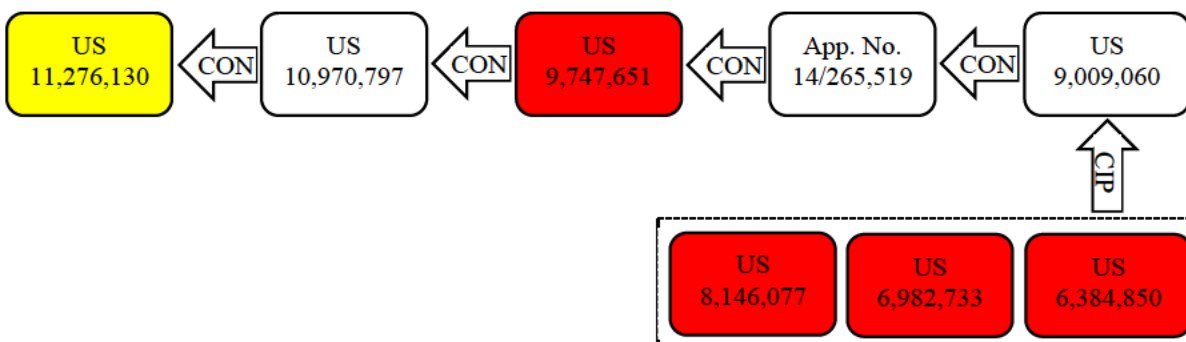 US
11,276,130
CON
US
10,970,797
CON
US
9,747,651
CON
App. No.
14/265,519
CON
US
9,009,060
CIP
US
8,146,077
US
6,982,733
US
6,384,850